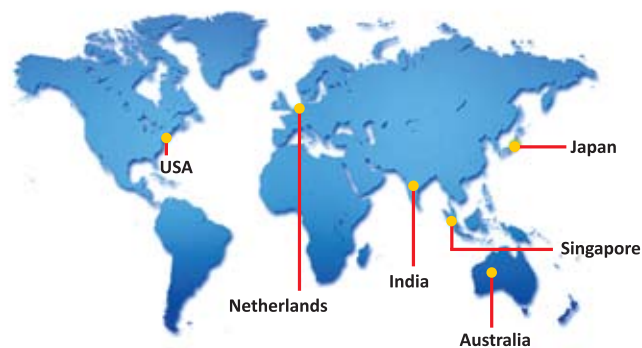 USA
Japan
Singapore
India
Netherlands
Australia